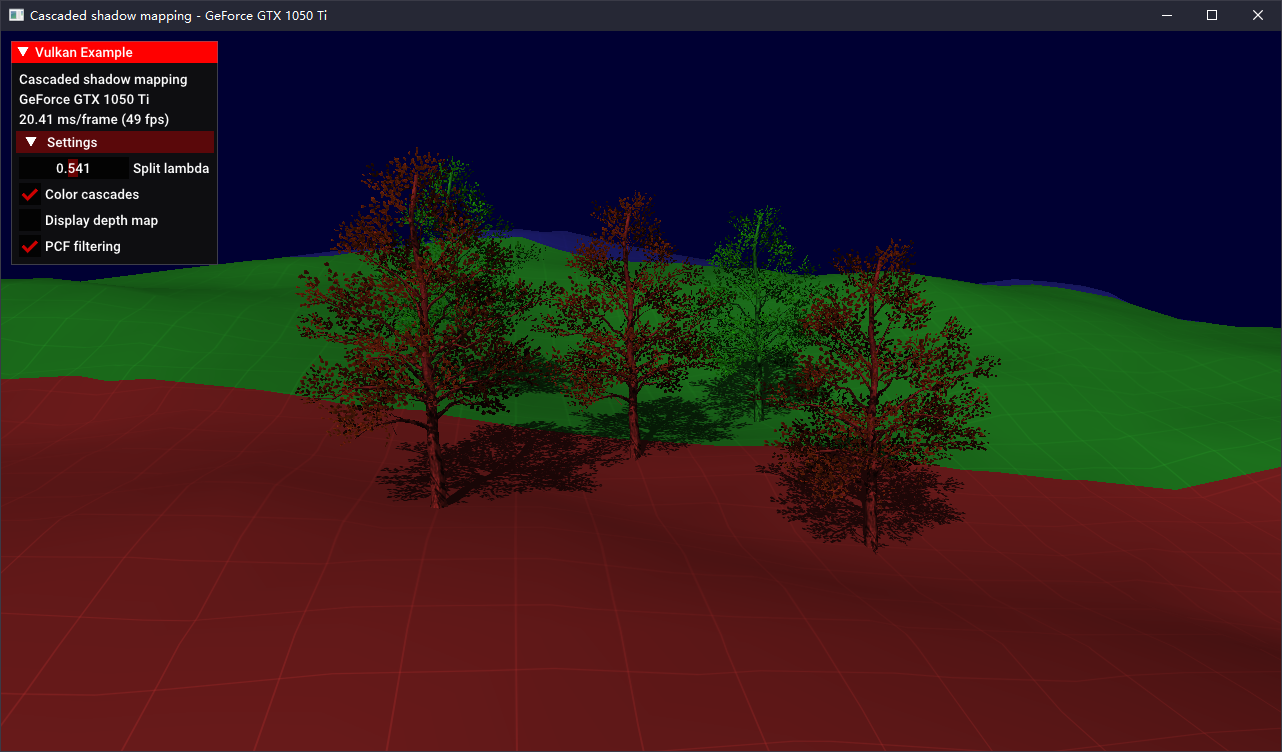 Cascaded shadow mapping - GeForce GTX 1050 Ti
Vulkan Example
Cascaded shadow mapping
GeForce GTX 1050 Ti
20.41 ms/frame (49 fps)
Settings
0.541 Split lambda
Color cascades
Display depth map
PCF filtering